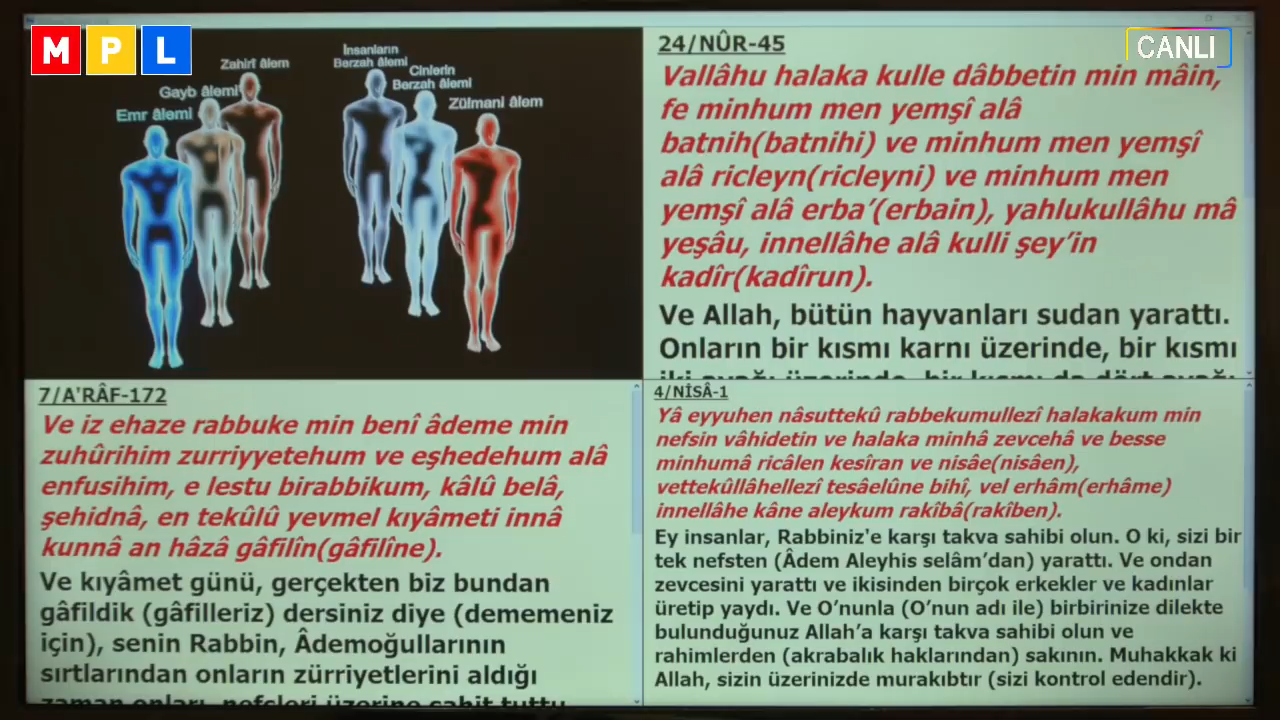 MPL
CANLI
Emr âlemi
Gayb âlemi
Zahirî âlem
İnsanların
Berzah âlemi
Cinlerin
Berzah âlemi
Zülmani âlem
24/NÛR-45
Vallâhu halaka kulle dâbbetin min mâin,
fe minhum men yemşî alâ
batnih(batnihi) ve minhum men yemşî
alâ ricleyn(ricleyni) ve minhum men
yemşî alâ erba’(erbain), yahlukullâhu mâ
yeşâu, innellâhe alâ kulli şey’in
kadîr(kadîrun).
Ve Allah, bütün hayvanları sudan yarattı.
Onların bir kısmı karnı üzerinde, bir kısmı
7/A'RÂF-172
Ve iz ehaze rabbuke min benî âdeme min
zuhûrihim zurriyyetehum ve eşhedehum alâ
enfusihim, e lestu birabbikum, kâlû belâ,
şehidnâ, en tekûlû yevmel kıyâmeti innâ
kunnâ an hâzâ gâfilîn(gâfilîne).
Ve kıyâmet günü, gerçekten biz bundan
gâfildik (gâfilleriz) dersiniz diye (dememeniz
için), senin Rabbin, Âdemoğullarının
sırtlarından onların zürriyetlerini aldığı
zaman onları, nefsleri üzerine şahit tuttu
4/NİSÂ-1
Yâ eyyuhen nâsuttekû rabbekumullezî halakakum min
nefsin vâhidetin ve halaka minhâ zevcehâ ve besse
minhumâ ricâlen kesîran ve nisâe(nisâen),
vettekûllâhellezî tesâelûne bihî, vel erhâm(erhâme)
innellâhe kâne aleykum rakîbâ(rakîben).
Ey insanlar, Rabbiniz'e karşı takva sahibi olun. O ki, sizi bir
tek nefsten (Âdem Aleyhis selâm’dan) yarattı. Ve ondan
zevcesini yarattı ve ikisinden birçok erkekler ve kadınlar
üretip yaydı. Ve O’nunla (O’nun adı ile) birbirinize dilekte
bulunduğunuz Allah’a karşı takva sahibi olun ve
rahimlerden (akrabalık haklarından) sakının. Muhakkak ki
Allah, sizin üzerinizde murakıbtır (sizi kontrol edendir).